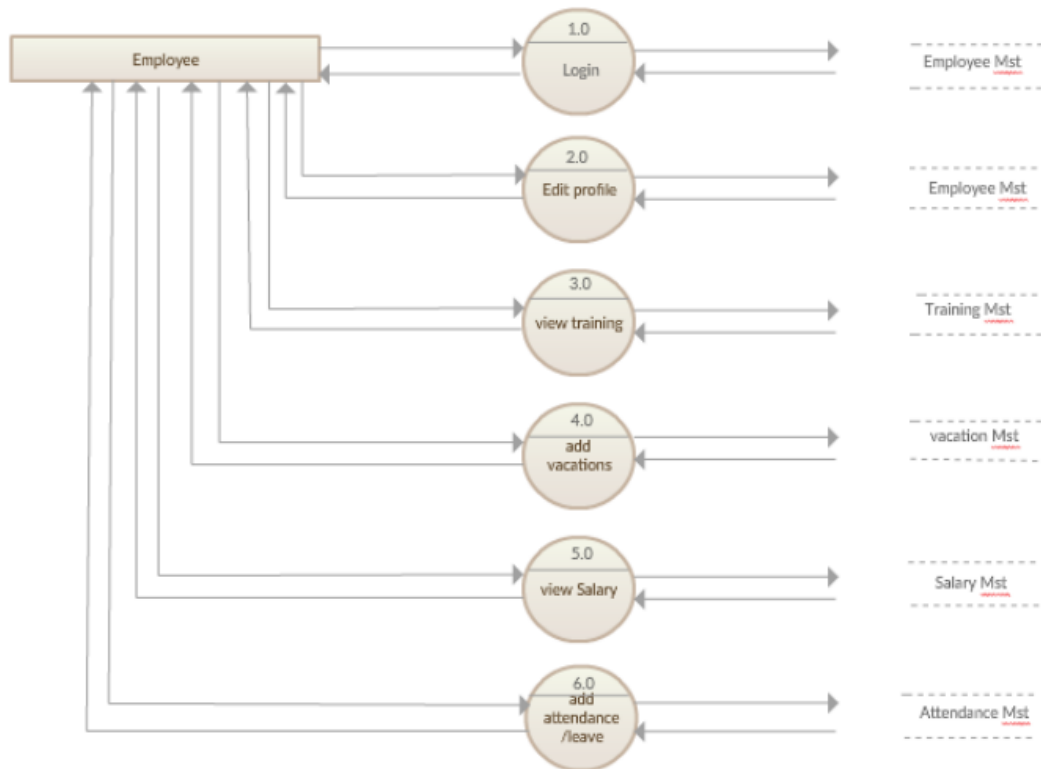 Employee
1.0
Login
Employee Mst
2.0
Edit profile
Employee Mst
3.0
view training
Training Mst
4.0
add
vacations
vacation Mst
5.0
view Salary
Salary Mst
6.0
add
attendance
/leave
Attendance Mst